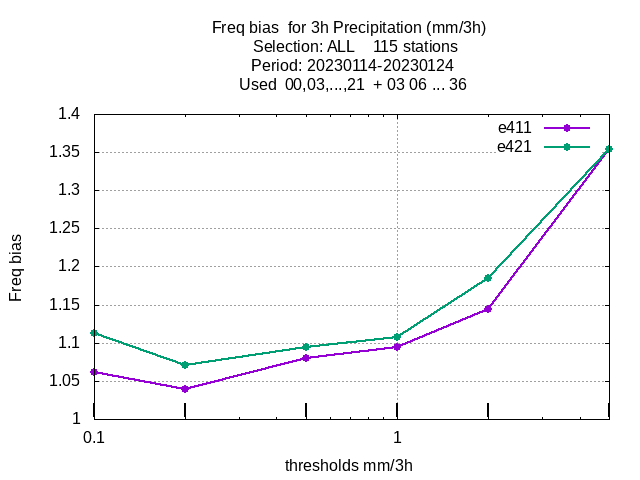 Freq bias  for 3h Precipitation (mm/3h)
Selection: ALL    115 stations
Period: 20230114-20230124
Used  00,03,...,21  + 03 06 ... 36
e411
e421
1.4
1.35
1.3
1.25
1.2
1.15
1.1
1.05
1
Freq bias
0.1
1
thresholds mm/3h